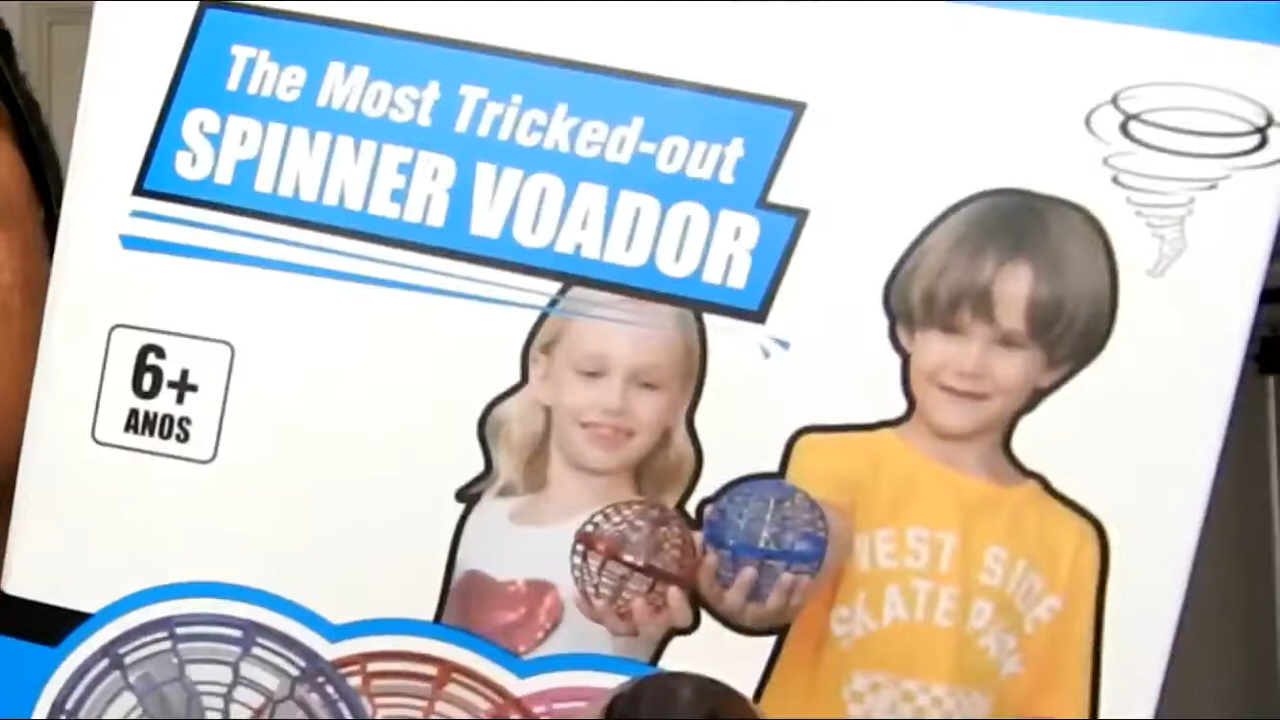 The Most Tricked-out
SPINNER VOADOR
6+
ANOS
WEST SIDE
SKATE PARK